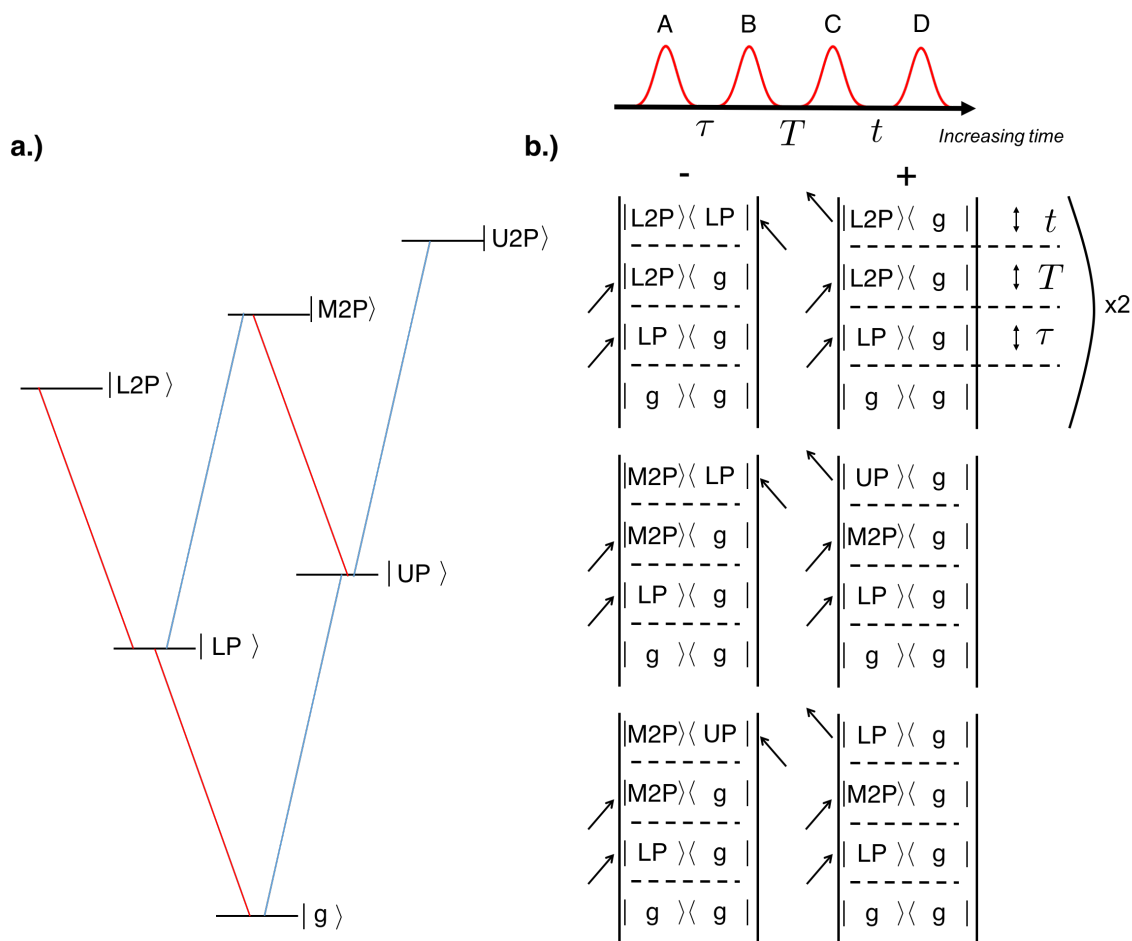 A B C D
τ T t
Increasing time
a.)
b.)
- +
|U2P⟩
|M2P⟩
|L2P⟩
|UP ⟩
|LP ⟩
|g⟩
|L2P⟩⟨ LP | |L2P⟩⟨ g | t
|L2P⟩⟨ g | |L2P⟩⟨ g | T
| LP ⟩⟨ g | | LP ⟩⟨ g | τ
| g ⟩⟨ g | | g ⟩⟨ g |
x2
|M2P⟩⟨ LP | | UP ⟩⟨ g |
|M2P⟩⟨ g | |M2P⟩⟨ g |
| LP ⟩⟨ g | | LP ⟩⟨ g |
| g ⟩⟨ g | | g ⟩⟨ g |
|M2P⟩⟨ UP | | LP ⟩⟨ g |
|M2P⟩⟨ g | |M2P⟩⟨ g |
| LP ⟩⟨ g | | LP ⟩⟨ g |
| g ⟩⟨ g | | g ⟩⟨ g |